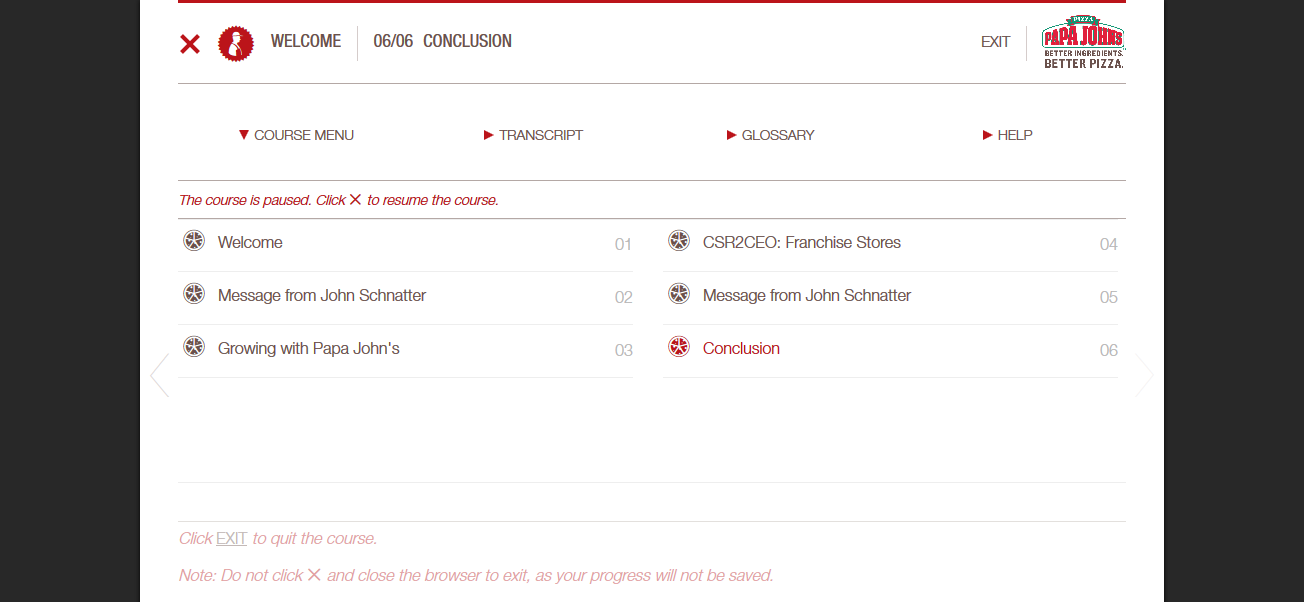 WELCOME 06/06 CONCLUSION EXIT
PIZZA
PAPA JOHNS
BETTER INGREDIENTS.
BETTER PIZZA.
COURSE MENU TRANSCRIPT GLOSSARY HELP
The course is paused. Click ✕ to resume the course.
Welcome 01
Message from John Schnatter 02
Growing with Papa John's 03
CSR2CEO: Franchise Stores 04
Message from John Schnatter 05
Conclusion 06
Click EXIT to quit the course.
Note: Do not click ✕ and close the browser to exit, as your progress will not be saved.